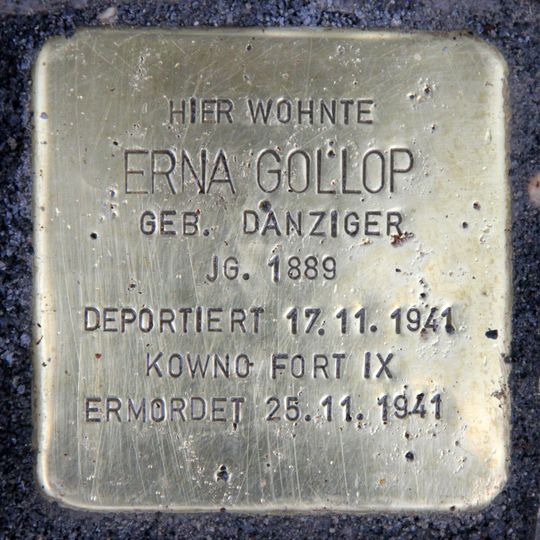 HIER WOHNTE
ERNA GOLLOP
GEB. DANZIGER
JG. 1889
DEPORTIERT 17.11.1941
KOWNO FORT IX
ERMORDET 25.11.1941